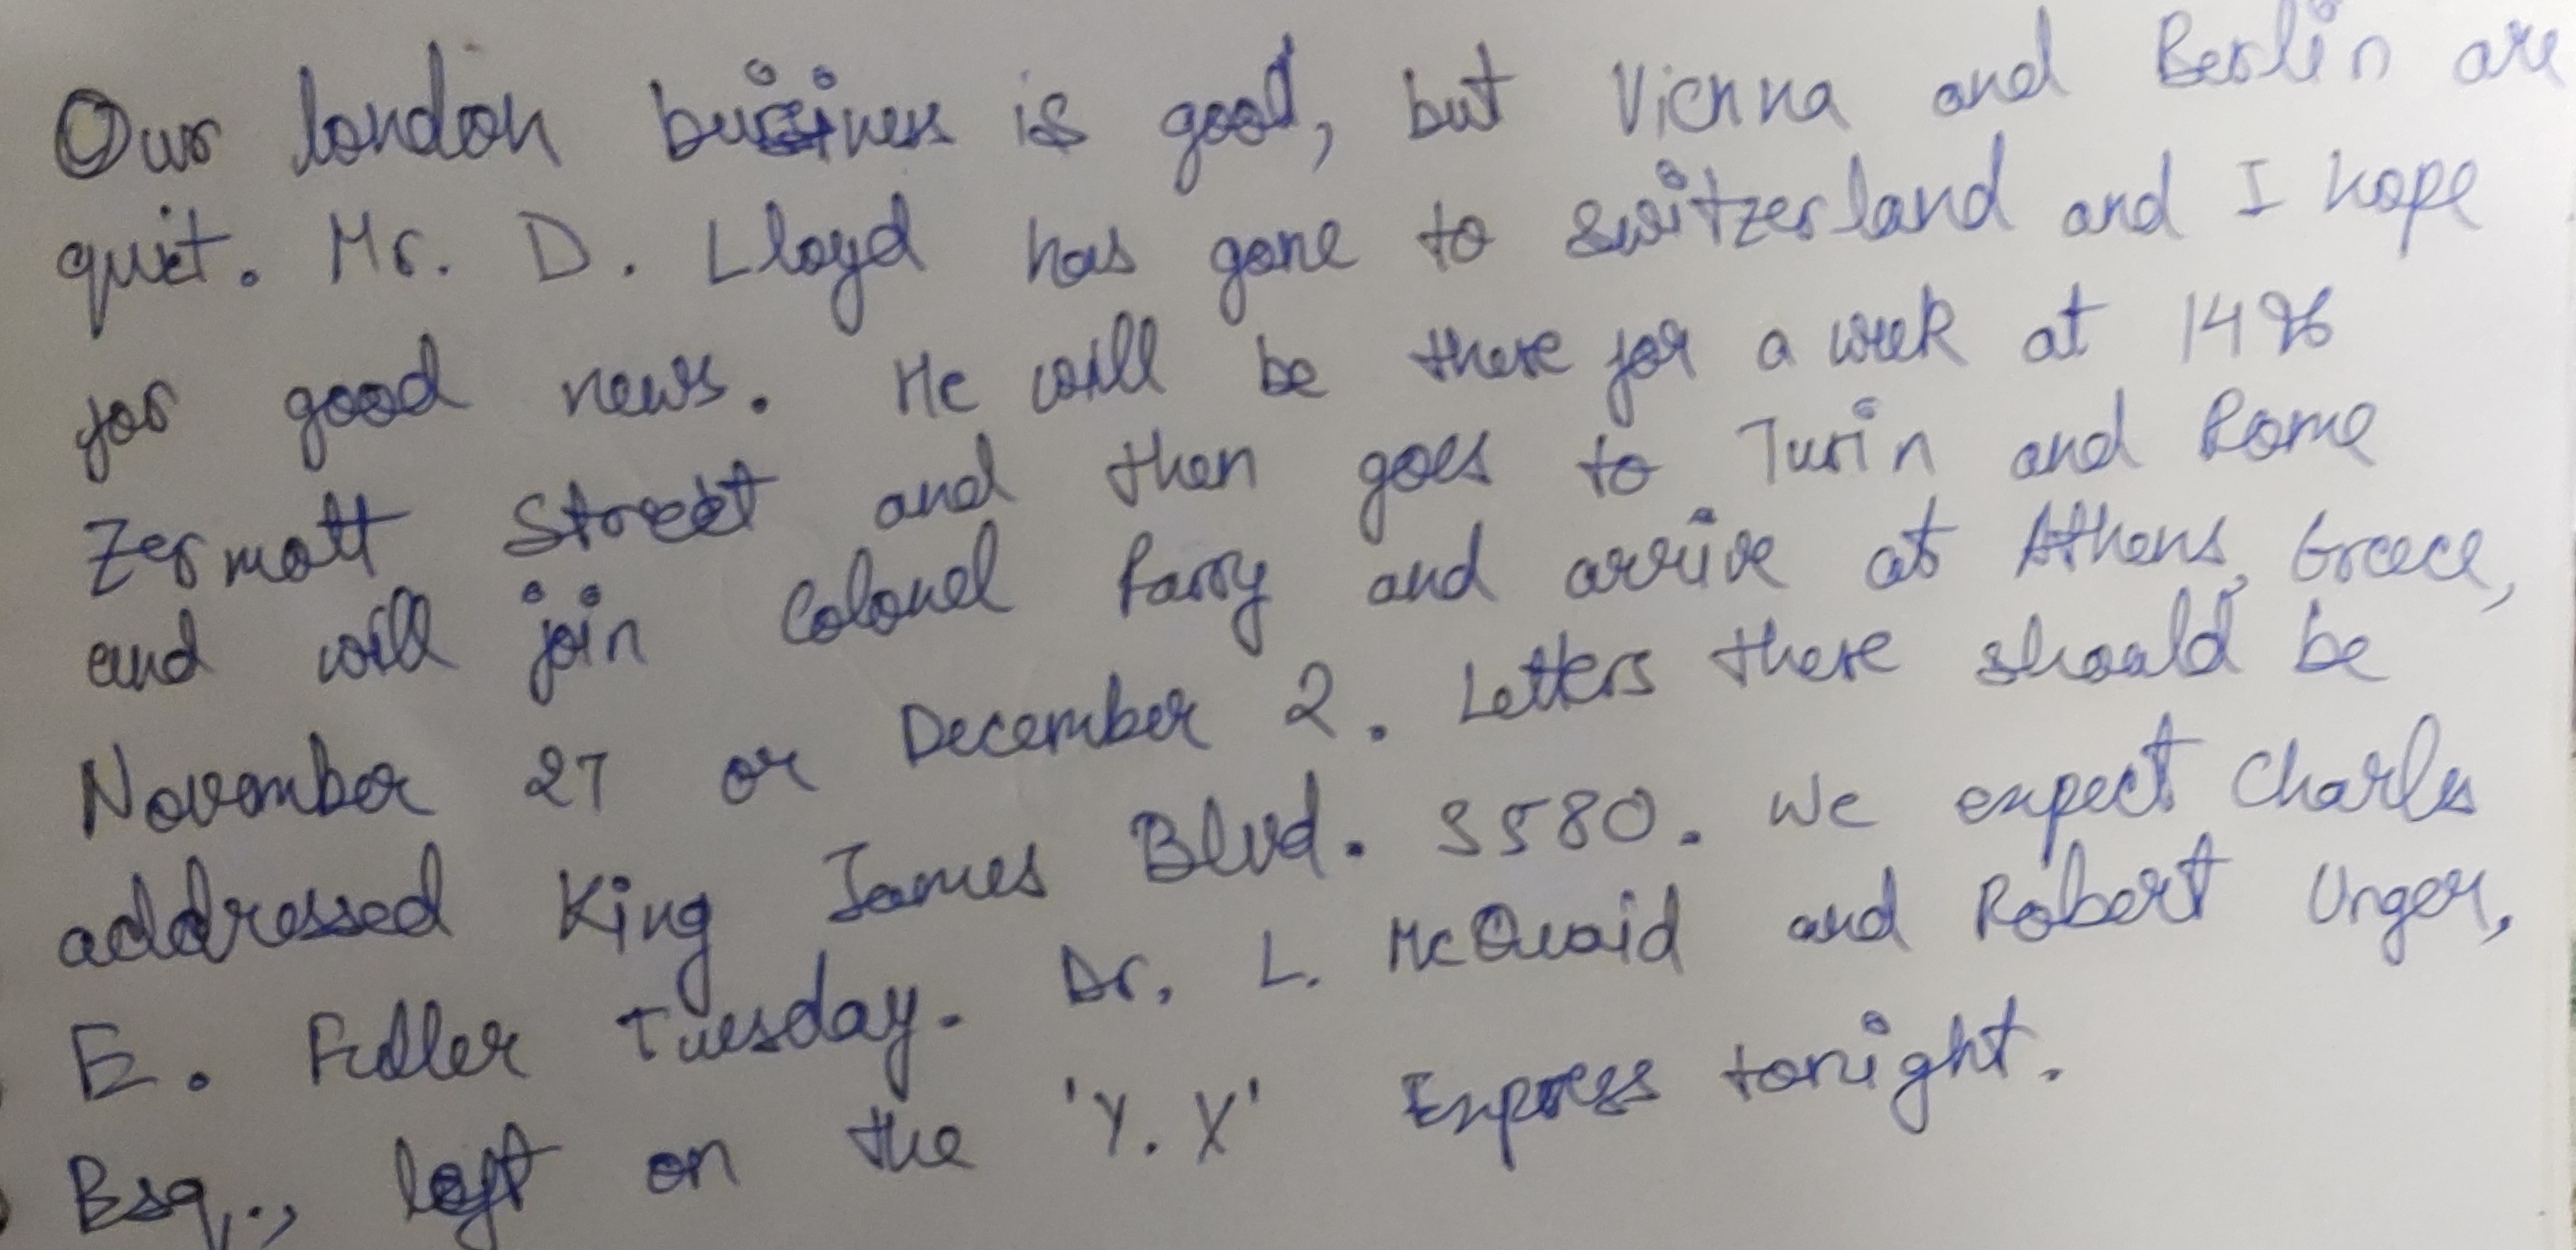 Our london business is good, but Vienna and Berlin are
quiet. Mr. D. Lloyd has gone to switzerland and I hope
for good news. He will be there for a week at 1496
Zermatt Street and then goes to Turin and Rome
and will join Colonel Parry and arrive at Athens, Greece,
November 27 or December 2. Letters there should be
addressed King James Blvd. 3580. We expect Charles
E. Fuller Tuesday. Dr. L. McQuaid and Robert Unger,
Esq., left on the 'Y.X' Express tonight.